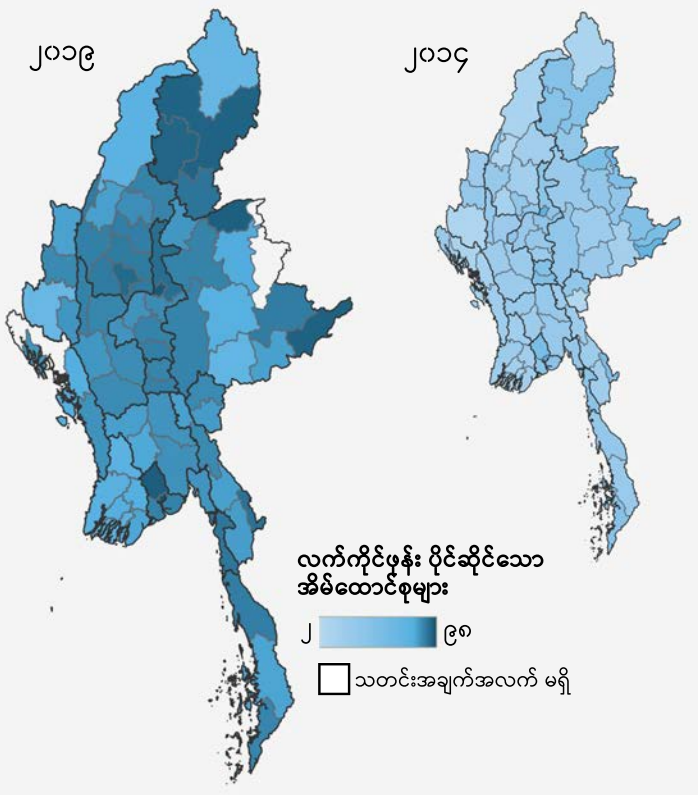 ၂၀၁၉
၂၀၁၄
လက်ကိုင်ဖုန်း ပိုင်ဆိုင်သော
အိမ်ထောင်စုများ
၂ ၉၈
သတင်းအချက်အလက် မရှိ